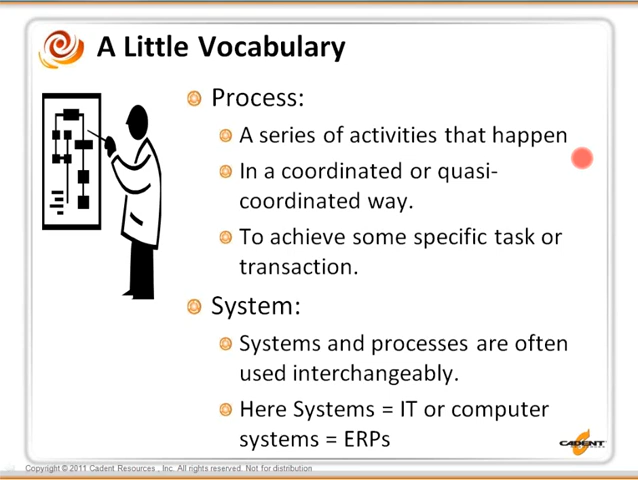 A Little Vocabulary
Process:
A series of activities that happen
In a coordinated or quasi-
coordinated way.
To achieve some specific task or
transaction.
System:
Systems and processes are often
used interchangeably.
Here Systems = IT or computer
systems = ERPs
CADENT
Copyright © 2011 Cadent Resources , Inc. All rights reserved. Not for distribution